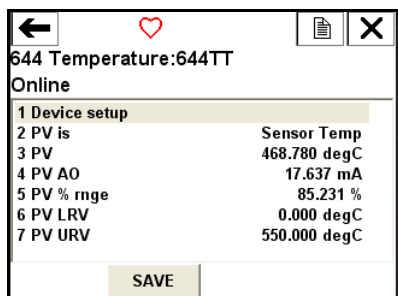 644 Temperature:644TT
Online
1 Device setup
2 PV is Sensor Temp
3 PV 468.780 degC
4 PV AO 17.637 mA
5 PV % rnge 85.231 %
6 PV LRV 0.000 degC
7 PV URV 550.000 degC
SAVE